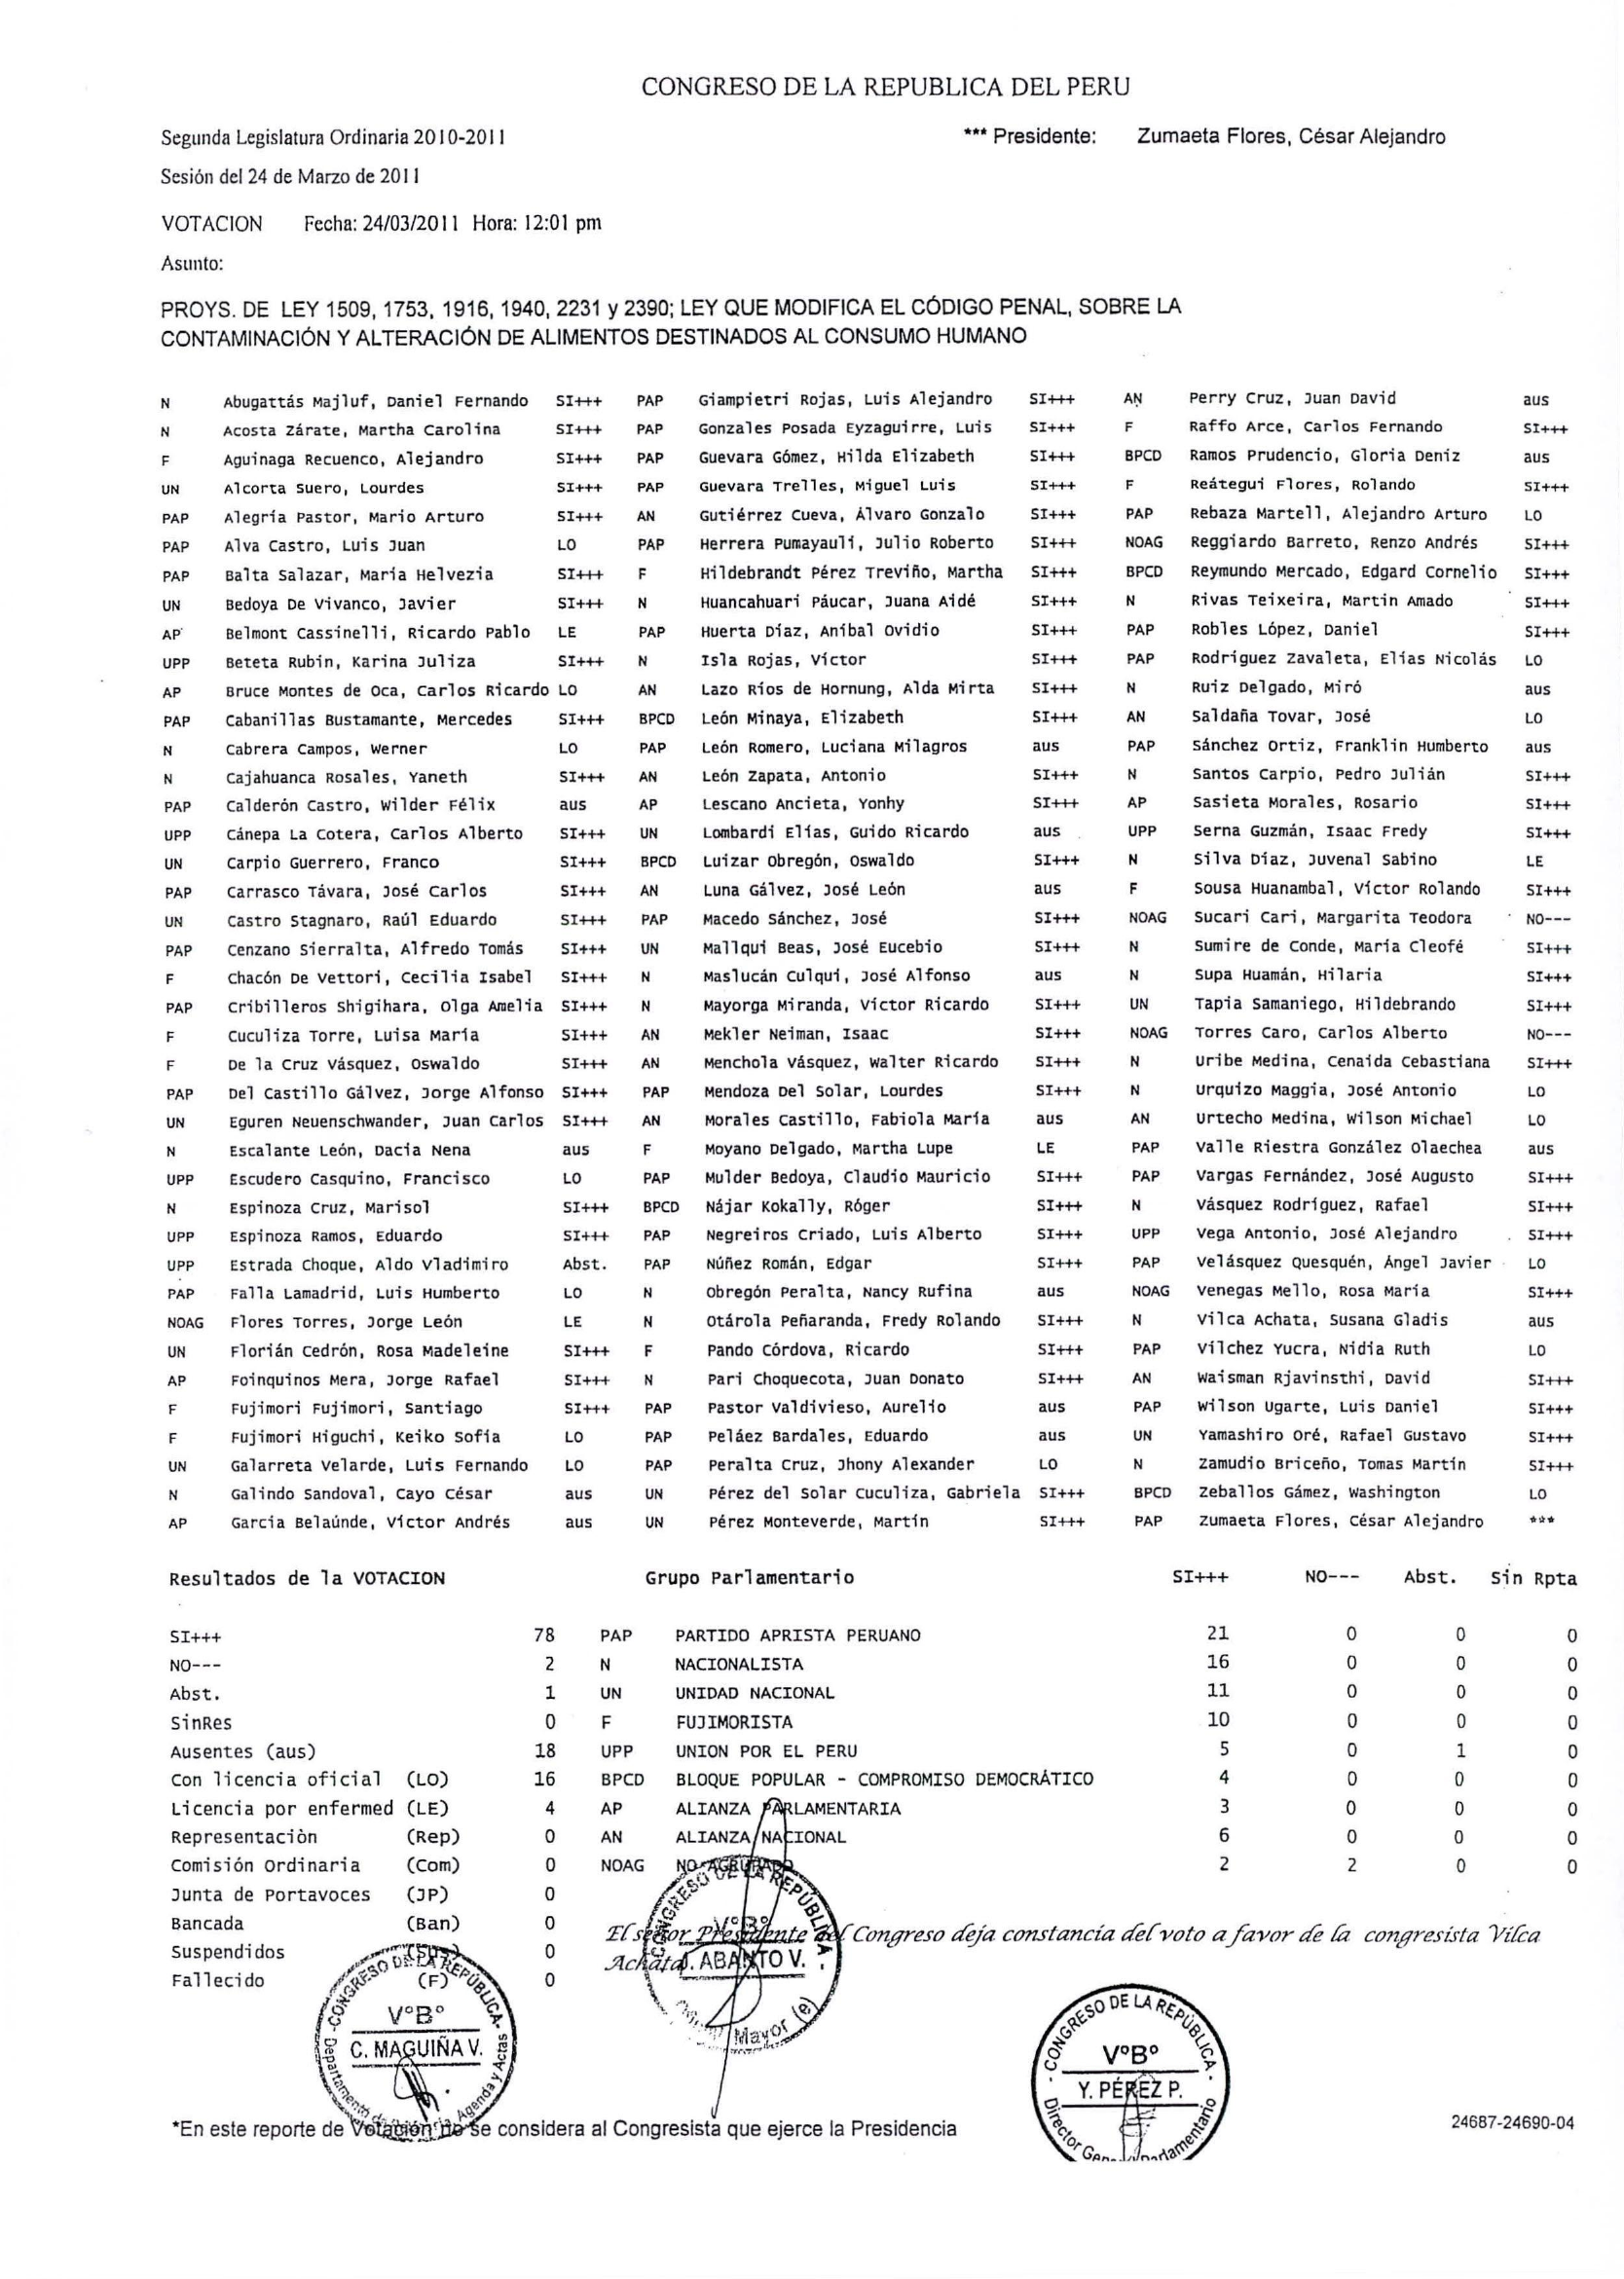 CONGRESO DE LA REPUBLICA DEL PERU
Segunda Legislatura Ordinaria 2010-2011 *** Presidente: Zumaeta Flores, César Alejandro
Sesión del 24 de Marzo de 2011
VOTACION Fecha: 24/03/2011 Hora: 12:01 pm
Asunto:
PROYS. DE LEY 1509, 1753, 1916, 1940, 2231 y 2390; LEY QUE MODIFICA EL CÓDIGO PENAL, SOBRE LA
CONTAMINACIÓN Y ALTERACIÓN DE ALIMENTOS DESTINADOS AL CONSUMO HUMANO
N Abugattás Majluf, Daniel Fernando SI+++ PAP Giampietri Rojas, Luis Alejandro SI+++ AN Perry Cruz, Juan David aus
N Acosta Zárate, Martha Carolina SI+++ PAP Gonzales Posada Eyzaguirre, Luis SI+++ F Raffo Arce, Carlos Fernando SI+++
F Aguinaga Recuenco, Alejandro SI+++ PAP Guevara Gómez, Hilda Elizabeth SI+++ BPCD Ramos Prudencio, Gloria Deniz aus
UN Alcorta Suero, Lourdes SI+++ PAP Guevara Trelles, Miguel Luis SI+++ F Reátegui Flores, Rolando SI+++
PAP Alegría Pastor, Mario Arturo SI+++ AN Gutiérrez Cueva, Álvaro Gonzalo SI+++ PAP Rebaza Martell, Alejandro Arturo LO
PAP Alva Castro, Luis Juan LO PAP Herrera Pumayauli, Julio Roberto SI+++ NOAG Reggiardo Barreto, Renzo Andrés SI+++
PAP Balta Salazar, María Helvezia SI+++ F Hildebrandt Pérez Treviño, Martha SI+++ BPCD Reymundo Mercado, Edgard Cornelio SI+++
UN Bedoya De Vivanco, Javier SI+++ N Huancahuari Páucar, Juana Aidé SI+++ N Rivas Teixeira, Martin Amado SI+++
AP Belmont Cassinelli, Ricardo Pablo LE PAP Huerta Díaz, Aníbal Ovidio SI+++ PAP Robles López, Daniel SI+++
UPP Beteta Rubín, Karina Juliza SI+++ N Isla Rojas, Víctor SI+++ PAP Rodríguez Zavaleta, Elías Nicolás LO
AP Bruce Montes de Oca, Carlos Ricardo LO AN Lazo Ríos de Hornung, Alda Mirta SI+++ N Ruiz Delgado, Miró aus
PAP Cabanillas Bustamante, Mercedes SI+++ BPCD León Minaya, Elizabeth SI+++ AN Saldaña Tovar, José LO
N Cabrera Campos, Werner LO PAP León Romero, Luciana Milagros aus PAP Sánchez Ortiz, Franklin Humberto aus
N Cajahuanca Rosales, Yaneth SI+++ AN León Zapata, Antonio SI+++ N Santos Carpio, Pedro Julián SI+++
PAP Calderón Castro, Wilder Félix aus AP Lescano Ancieta, Yonhy SI+++ AP Sasieta Morales, Rosario SI+++
UPP Cánepa La Cotera, Carlos Alberto SI+++ UN Lombardi Elías, Guido Ricardo aus UPP Serna Guzmán, Isaac Fredy SI+++
UN Carpio Guerrero, Franco SI+++ BPCD Luizar Obregón, Oswaldo SI+++ N Silva Díaz, Juvenal Sabino LE
PAP Carrasco Távara, José Carlos SI+++ AN Luna Gálvez, José León aus F Sousa Huanambal, Víctor Rolando SI+++
UN Castro Stagnaro, Raúl Eduardo SI+++ PAP Macedo Sánchez, José SI+++ NOAG Sucari Cari, Margarita Teodora NO---
PAP Cenzano Sierralta, Alfredo Tomás SI+++ UN Mallqui Beas, José Eucebio SI+++ N Sumire de Conde, María Cleofé SI+++
F Chacón De Vettori, Cecilia Isabel SI+++ N Maslucán Culqui, José Alfonso aus N Supa Huamán, Hilaria SI+++
PAP Cribilleros Shigihara, Olga Amelia SI+++ N Mayorga Miranda, Víctor Ricardo SI+++ UN Tapia Samaniego, Hildebrando SI+++
F Cuculiza Torre, Luisa María SI+++ AN Mekler Neiman, Isaac SI+++ NOAG Torres Caro, Carlos Alberto NO---
F De la Cruz Vásquez, Oswaldo SI+++ AN Menchola Vásquez, Walter Ricardo SI+++ N Uribe Medina, Cenaida Cebastiana SI+++
PAP Del Castillo Gálvez, Jorge Alfonso SI+++ PAP Mendoza Del Solar, Lourdes SI+++ N Urquizo Maggia, José Antonio LO
UN Eguren Neuenschwander, Juan Carlos SI+++ AN Morales Castillo, Fabiola María aus AN Urtecho Medina, Wilson Michael LO
N Escalante León, Dacia Nena aus F Moyano Delgado, Martha Lupe LE PAP Valle Riestra González Olaechea aus
UPP Escudero Casquino, Francisco LO PAP Mulder Bedoya, Claudio Mauricio SI+++ PAP Vargas Fernández, José Augusto SI+++
N Espinoza Cruz, Marisol SI+++ BPCD Nájar Kokally, Róger SI+++ N Vásquez Rodríguez, Rafael SI+++
UPP Espinoza Ramos, Eduardo SI+++ PAP Negreiros Criado, Luis Alberto SI+++ UPP Vega Antonio, José Alejandro SI+++
UPP Estrada Choque, Aldo Vladimiro Abst. PAP Núñez Román, Edgar SI+++ PAP Velásquez Quesquén, Ángel Javier LO
PAP Falla Lamadrid, Luis Humberto LO N Obregón Peralta, Nancy Rufina aus NOAG Venegas Mello, Rosa María SI+++
NOAG Flores Torres, Jorge León LE N Otárola Peñaranda, Fredy Rolando SI+++ N Vilca Achata, Susana Gladis aus
UN Florián Cedrón, Rosa Madeleine SI+++ F Pando Córdova, Ricardo SI+++ PAP Vilchez Yucra, Nidia Ruth LO
AP Foinquinos Mera, Jorge Rafael SI+++ N Pari Choquecota, Juan Donato SI+++ AN Waisman Rjavinsthi, David SI+++
F Fujimori Fujimori, Santiago SI+++ PAP Pastor Valdivieso, Aurelio aus PAP Wilson Ugarte, Luis Daniel SI+++
F Fujimori Higuchi, Keiko Sofía LO PAP Peláez Bardales, Eduardo aus UN Yamashiro Oré, Rafael Gustavo SI+++
UN Galarreta Velarde, Luis Fernando LO PAP Peralta Cruz, Jhony Alexander LO N Zamudio Briceño, Tomas Martín SI+++
N Galindo Sandoval, Cayo César aus UN Pérez del Solar Cuculiza, Gabriela SI+++ BPCD Zeballos Gámez, Washington LO
AP García Belaúnde, Víctor Andrés aus UN Pérez Monteverde, Martín SI+++ PAP Zumaeta Flores, César Alejandro ***
Resultados de la VOTACION Grupo Parlamentario SI+++ NO--- Abst. Sin Rpta
SI+++ 78 PAP PARTIDO APRISTA PERUANO 21 0 0 0
NO--- 2 N NACIONALISTA 16 0 0 0
Abst. 1 UN UNIDAD NACIONAL 11 0 0 0
SinRes 0 F FUJIMORISTA 10 0 0 0
Ausentes (aus) 18 UPP UNION POR EL PERU 5 0 1 0
Con licencia oficial (LO) 16 BPCD BLOQUE POPULAR - COMPROMISO DEMOCRÁTICO 4 0 0 0
Licencia por enfermed (LE) 4 AP ALIANZA PARLAMENTARIA 3 0 0 0
Representación (Rep) 0 AN ALIANZA NACIONAL 6 0 0 0
Comisión Ordinaria (Com) 0 NOAG NO AGRUPADO 2 2 0 0
Junta de Portavoces (JP) 0
Bancada (Ban) 0
El señor Presidente del Congreso deja constancia del voto a favor de la congresista Vilca
Suspendidos (Sus) 0
Achata.
Fallecido (F) 0
CONGRESO DE LA REPÚBLICA
V°B°
J. ABANTO V.
Mayor (e)
CONGRESO DE LA REPÚBLICA
V°B°
C. MAGUIÑA V.
Departamento de Agenda y Actas
CONGRESO DE LA REPÚBLICA
V°B°
Y. PÉREZ P.
Director Parlamentario
*En este reporte de Votación no se considera al Congresista que ejerce la Presidencia 24687-24690-04